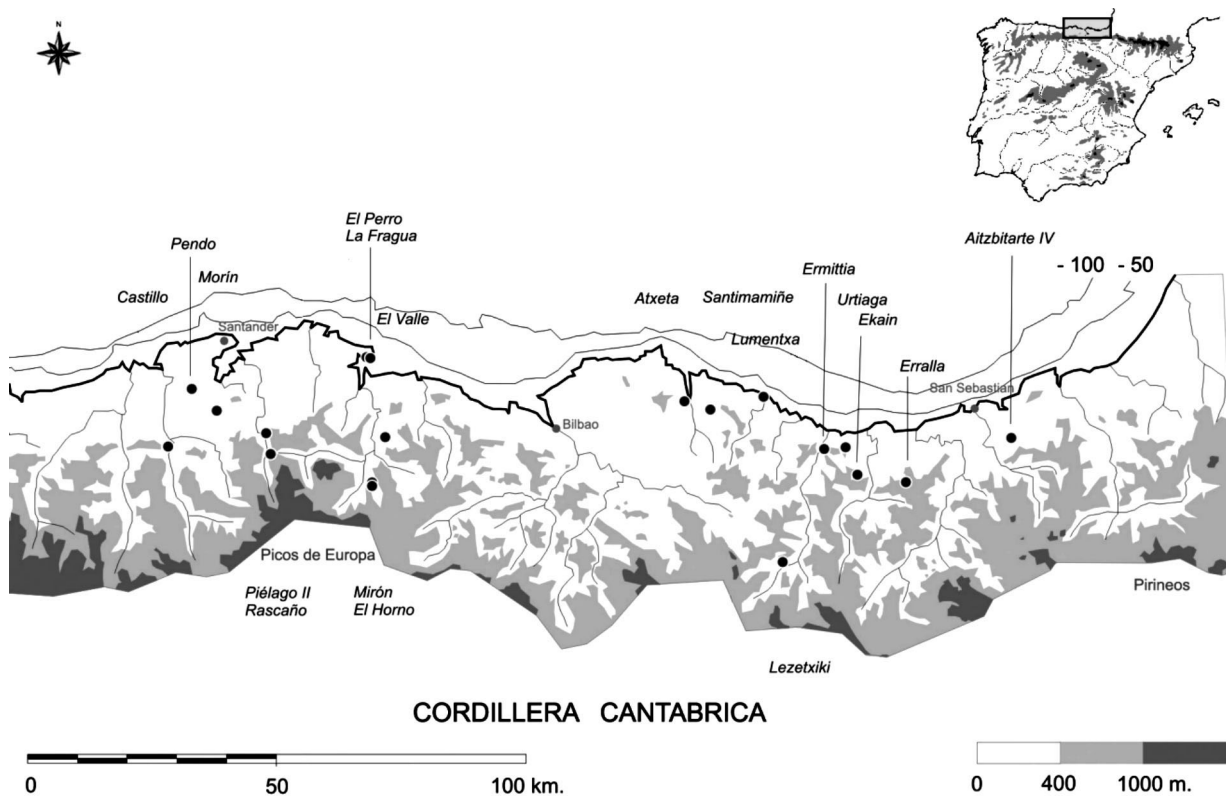 N
El Perro
La Fragua
Pendo
Morín
Castillo
Santander
El Valle
Atxeta
Santimamiñe
Lumentxa
Ermittia
Urtiaga
Ekain
Erralla
Aitzbitarte IV
- 100
- 50
San Sebastian
Bilbao
Picos de Europa
Pirineos
Piélago II
Rascaño
Mirón
El Horno
Lezetxiki
CORDILLERA CANTABRICA
0 50 100 km.
0 400 1000 m.